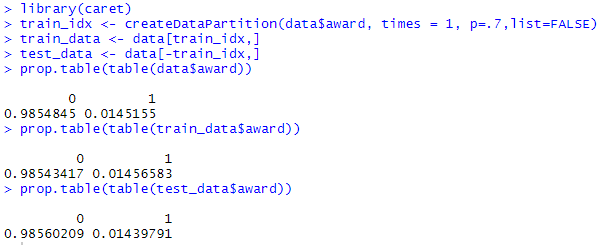 > library(caret)
> train_idx <- createDataPartition(data$award, times = 1, p=.7,list=FALSE)
> train_data <- data[train_idx,]
> test_data <- data[-train_idx,]
> prop.table(table(data$award))
0 1
0.9854845 0.0145155
> prop.table(table(train_data$award))
0 1
0.98543417 0.01456583
> prop.table(table(test_data$award))
0 1
0.98560209 0.01439791